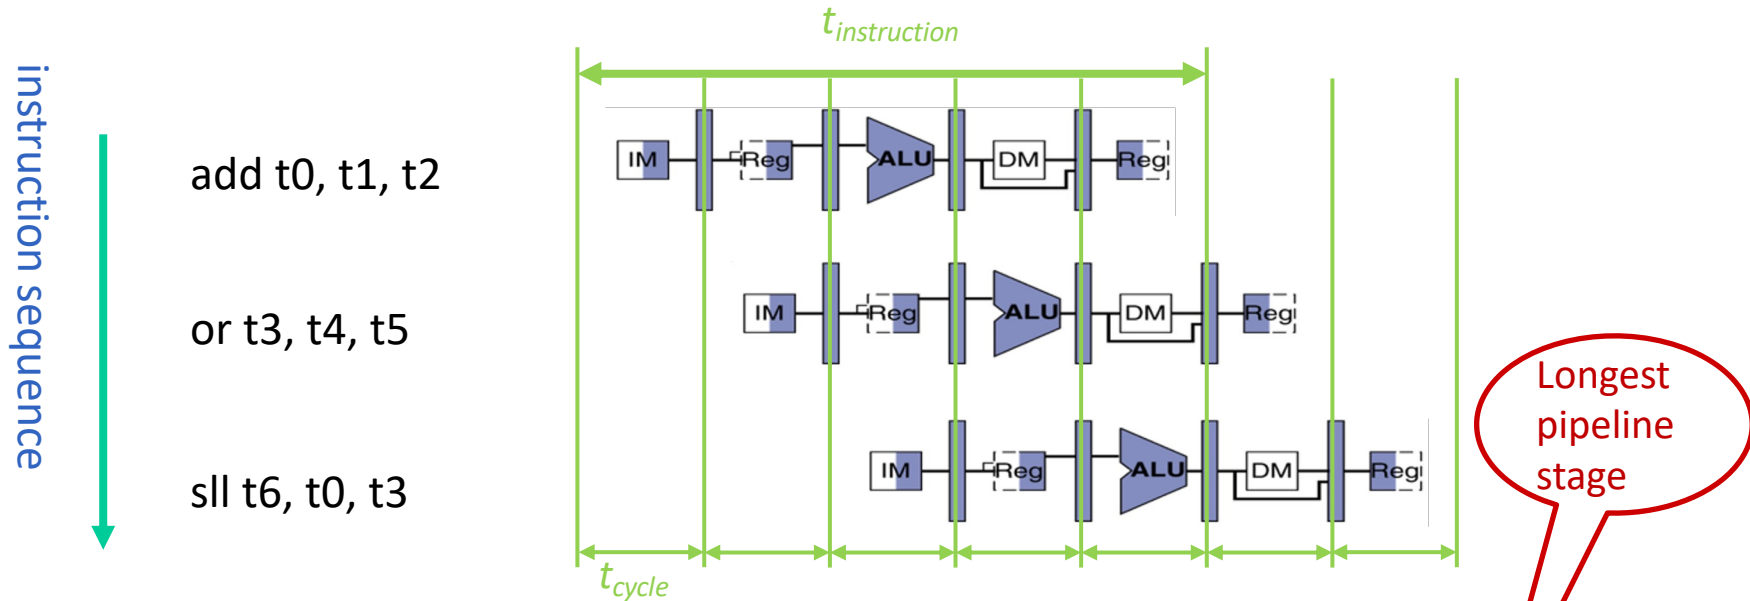 t_instruction
instruction sequence
add t0, t1, t2
IM Reg ALU DM Reg
or t3, t4, t5
IM Reg ALU DM Reg
Longest
pipeline
stage
sll t6, t0, t3
IM Reg ALU DM Reg
t_cycle